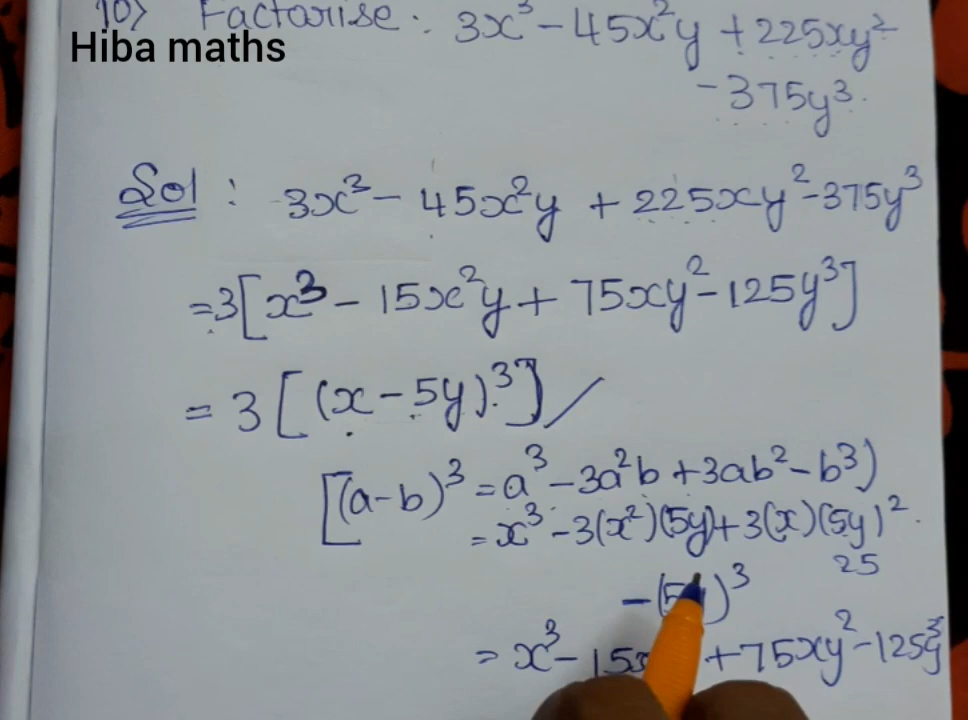 10) Factorise : 3x³ - 45x²y + 225xy²
Hiba maths
- 375y³.
Sol : 3x³ - 45x²y + 225xy² - 375y³
= 3[x³ - 15x²y + 75xy² - 125y³]
= 3[(x - 5y)³]
[(a-b)³ = a³ - 3a²b + 3ab² - b³)
= x³ - 3(x²)(5y) + 3(x)(5y)².
25
- (5 )³
= x³ - 15x + 75xy² - 125y³